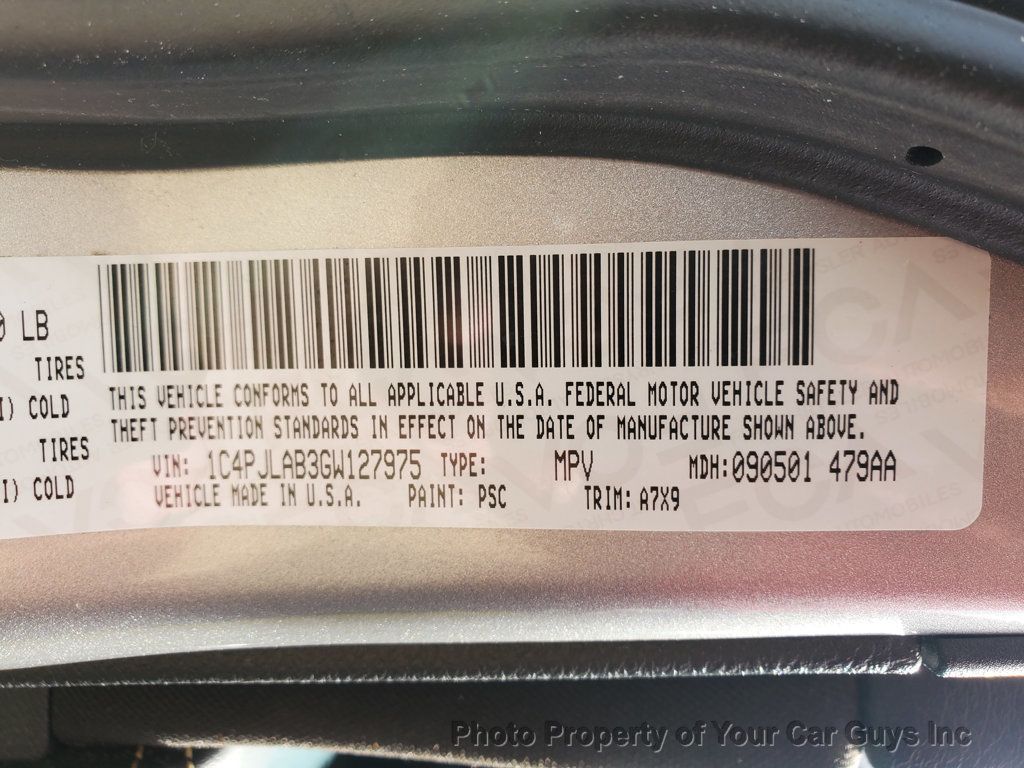 0 LB
TIRES
I) COLD
TIRES
I) COLD
THIS VEHICLE CONFORMS TO ALL APPLICABLE U.S.A. FEDERAL MOTOR VEHICLE SAFETY AND
THEFT PREVENTION STANDARDS IN EFFECT ON THE DATE OF MANUFACTURE SHOWN ABOVE.
VIN: 1C4PJLAB3GW127975 TYPE: MPV MDH:090501 479AA
VEHICLE MADE IN U.S.A. PAINT: PSC TRIM: A7X9
Photo Property of Your Car Guys Inc